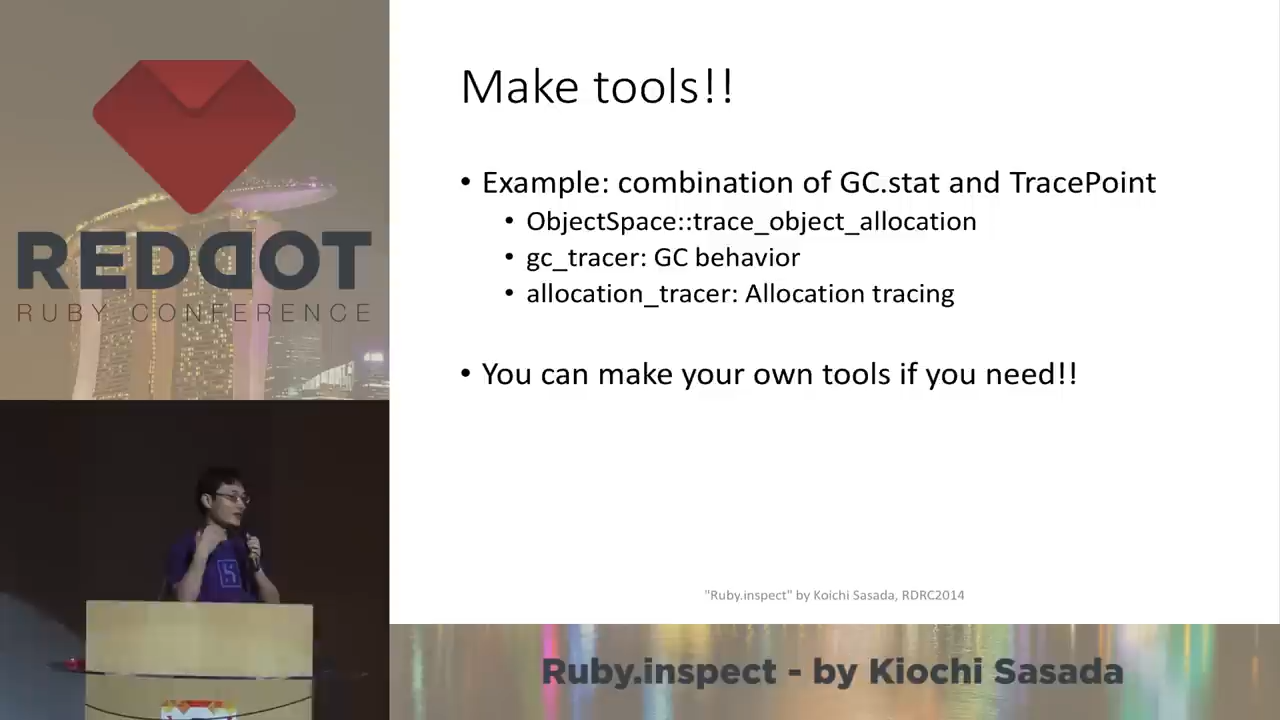 REDDOT
RUBY CONFERENCE
Make tools!!
• Example: combination of GC.stat and TracePoint
• ObjectSpace::trace_object_allocation
• gc_tracer: GC behavior
• allocation_tracer: Allocation tracing
• You can make your own tools if you need!!
"Ruby.inspect" by Koichi Sasada, RDRC2014
Ruby.inspect - by Kiochi Sasada